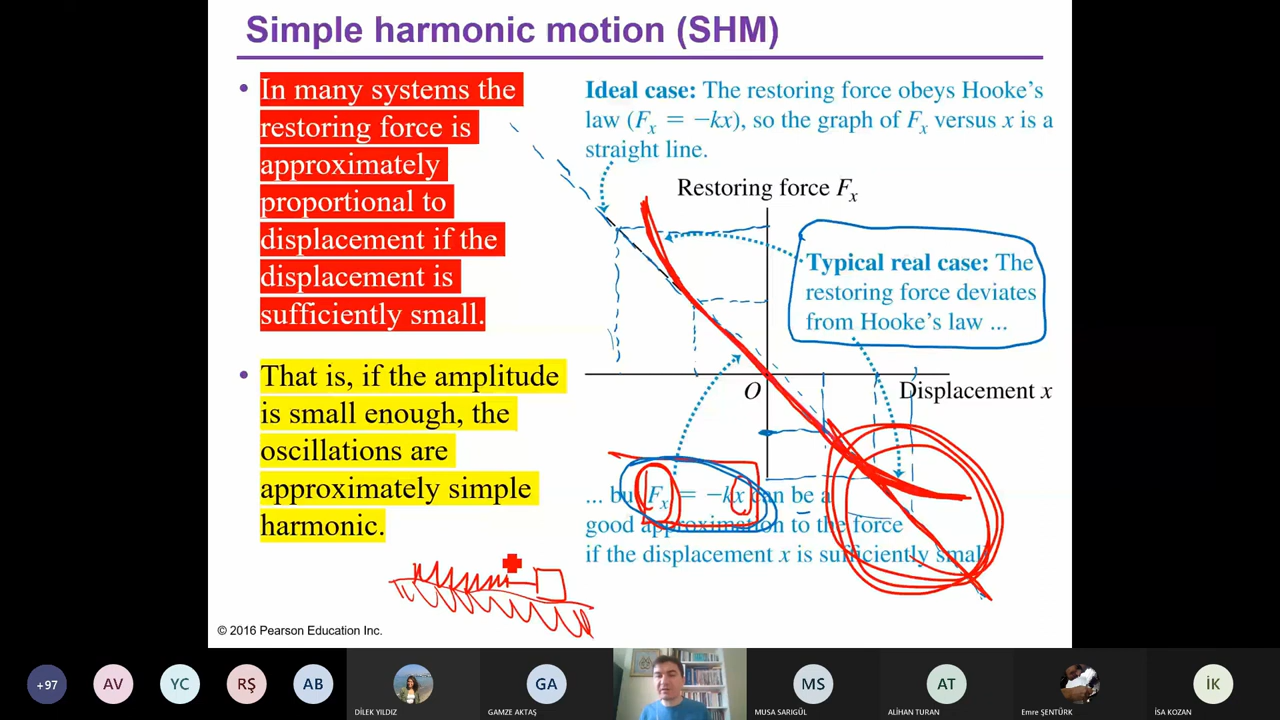 Simple harmonic motion (SHM)
• In many systems the
restoring force is
approximately
proportional to
displacement if the
displacement is
sufficiently small.
• That is, if the amplitude
is small enough, the
oscillations are
approximately simple
harmonic.
Ideal case: The restoring force obeys Hooke's
law (Fx = −kx), so the graph of Fx versus x is a
straight line.
Restoring force Fx
Typical real case: The
restoring force deviates
from Hooke's law ...
O
Displacement x
... but Fx = −kx can be a
good approximation to the force
if the displacement x is sufficiently small
© 2016 Pearson Education Inc.
+97
AV
YC
RŞ
AB
DİLEK YILDIZ
GA
GAMZE AKTAŞ
MS
MUSA SARIGÜL
AT
ALİHAN TURAN
Emre ŞENTÜRK
İK
İSA KOZAN